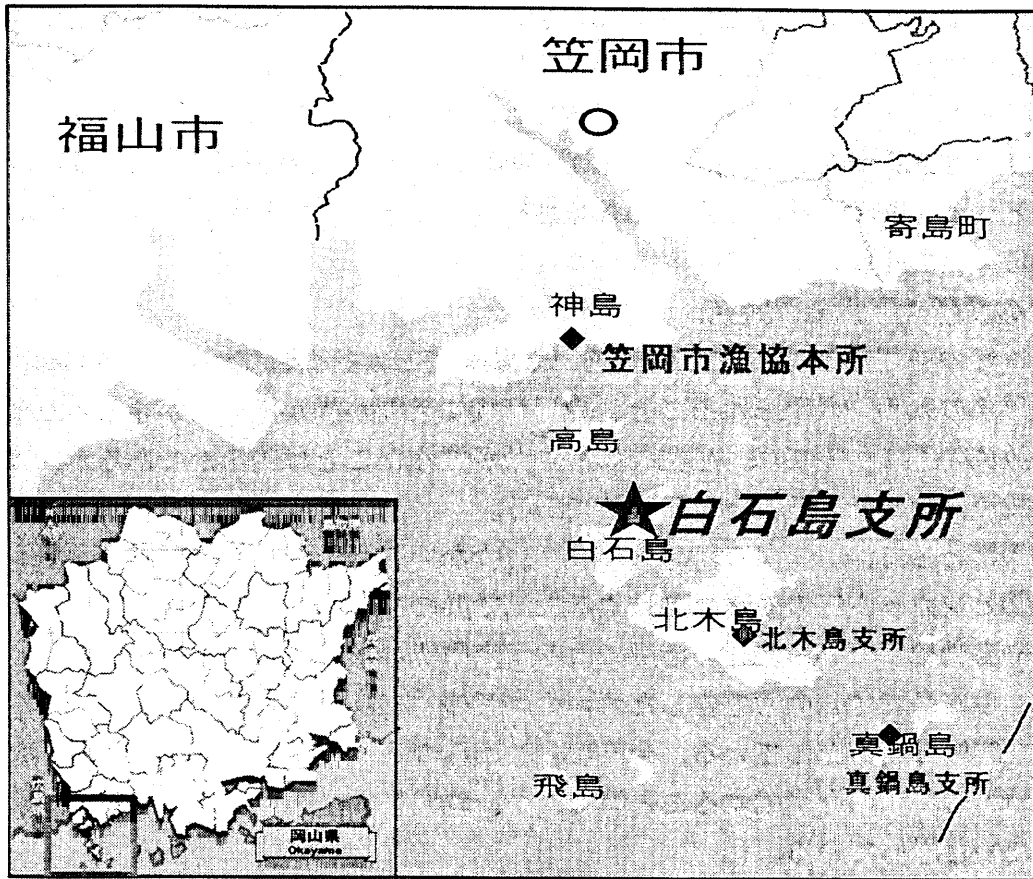 笠岡市
福山市
寄島町
神島
笠岡市漁協本所
高島
白石島支所
白石島
北木島
北木島支所
真鍋島
飛島
真鍋島支所
岡山県
Okayama